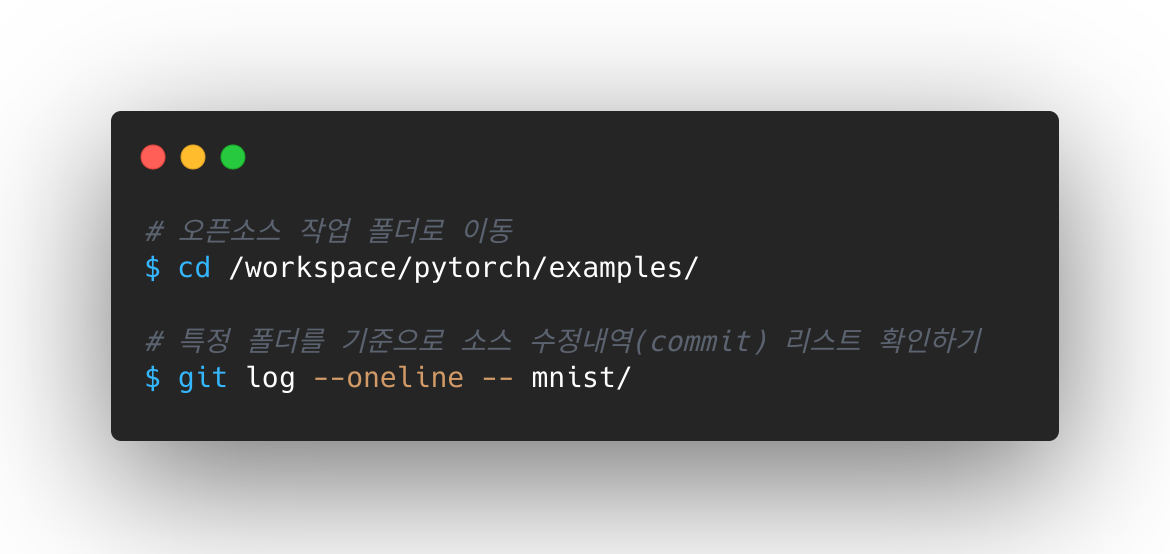 # 오픈소스 작업 폴더로 이동
$ cd /workspace/pytorch/examples/
# 특정 폴더를 기준으로 소스 수정내역(commit) 리스트 확인하기
$ git log --oneline -- mnist/